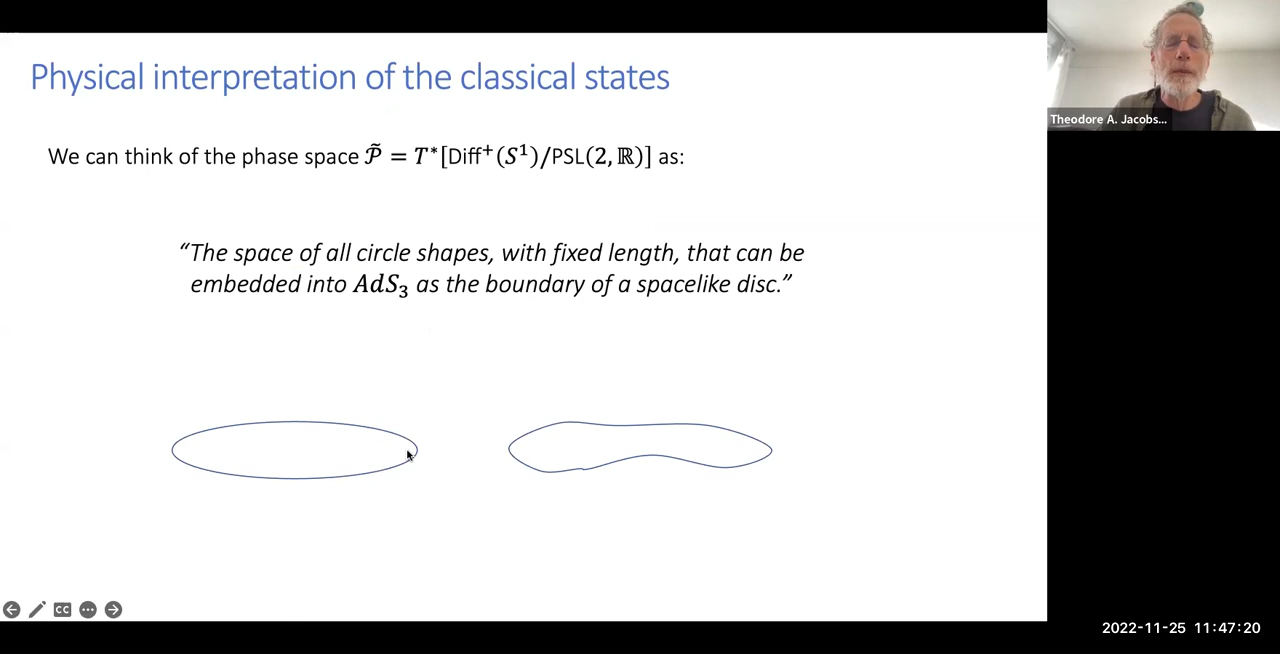 Physical interpretation of the classical states
Theodore A. Jacobs...
We can think of the phase space 𝒫̃ = T*[Diff⁺(S¹)/PSL(2, ℝ)] as:
“The space of all circle shapes, with fixed length, that can be
embedded into AdS₃ as the boundary of a spacelike disc.”
CC
2022-11-25 11:47:20